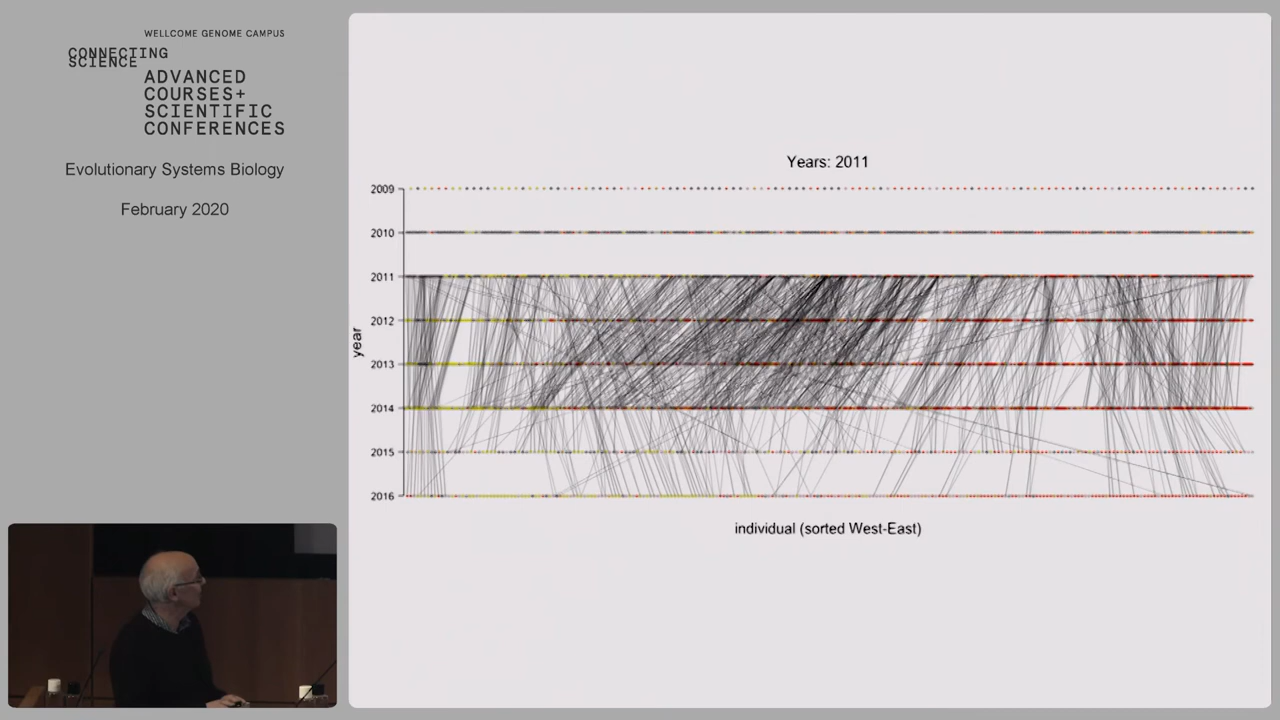 WELLCOME GENOME CAMPUS
CONNECTING
SCIENCE
ADVANCED
COURSES+
SCIENTIFIC
CONFERENCES
Evolutionary Systems Biology
February 2020
Years: 2011
2009
2010
2011
2012
year
2013
2014
2015
2016
individual (sorted West-East)